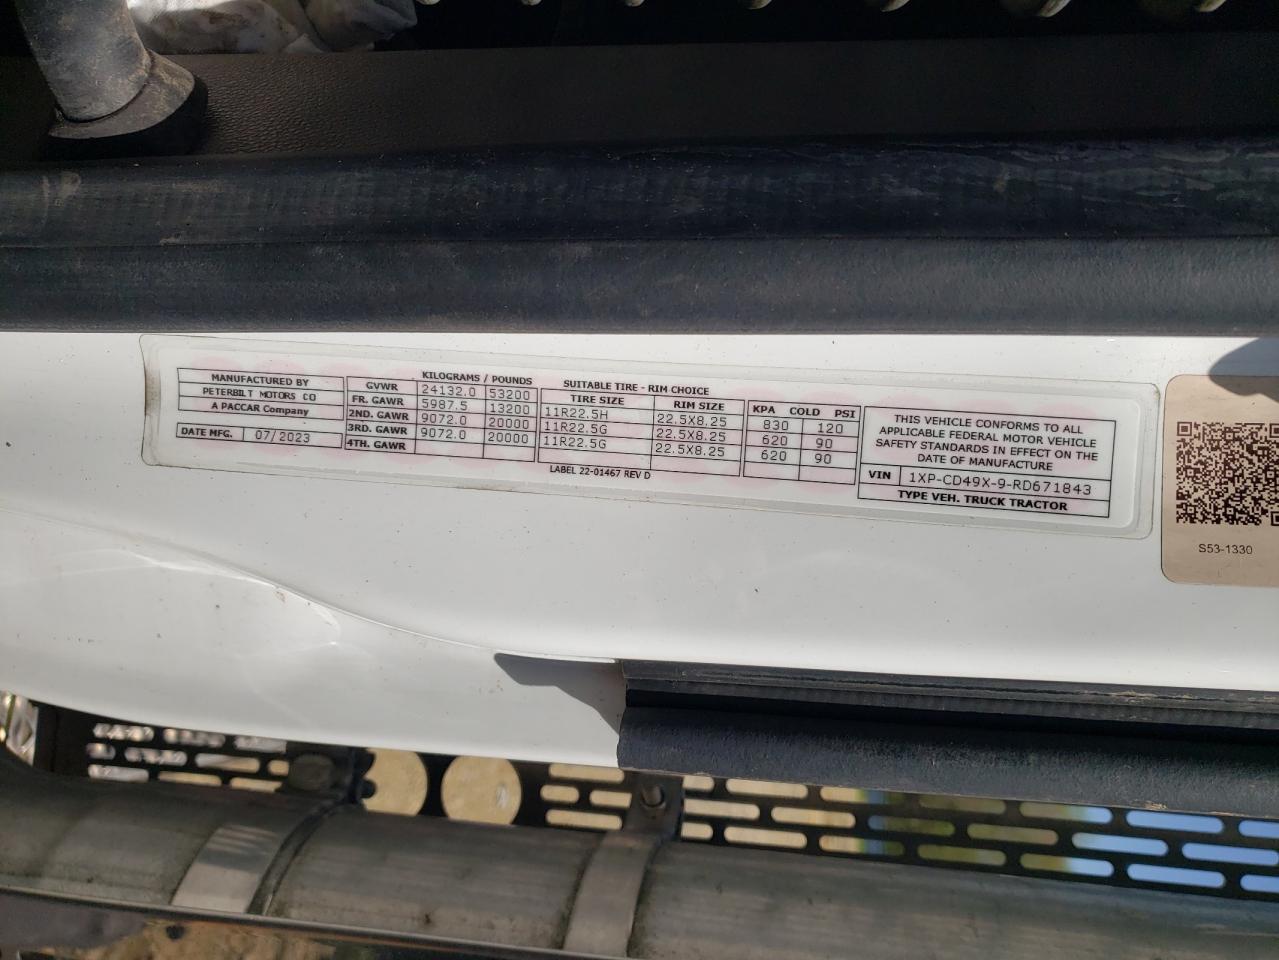 MANUFACTURED BY
PETERBILT MOTORS CO
A PACCAR Company
DATE MFG. 07/2023
KILOGRAMS / POUNDS
GVWR 24132.0 53200
FR. GAWR 5987.5 13200
2ND. GAWR 9072.0 20000
3RD. GAWR 9072.0 20000
4TH. GAWR
SUITABLE TIRE - RIM CHOICE
TIRE SIZE RIM SIZE
11R22.5H 22.5X8.25
11R22.5G 22.5X8.25
11R22.5G 22.5X8.25
KPA COLD PSI
830 120
620 90
620 90
LABEL 22-01467 REV D
THIS VEHICLE CONFORMS TO ALL
APPLICABLE FEDERAL MOTOR VEHICLE
SAFETY STANDARDS IN EFFECT ON THE
DATE OF MANUFACTURE
VIN 1XP-CD49X-9-RD671843
TYPE VEH. TRUCK TRACTOR
S53-1330